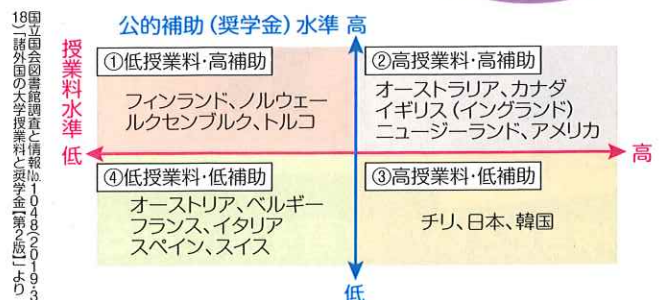 公的補助(奨学金)水準 高
授業料水準
低
高
①低授業料・高補助
フィンランド、ノルウェー
ルクセンブルク、トルコ
②高授業料・高補助
オーストラリア、カナダ
イギリス(イングランド)
ニュージーランド、アメリカ
④低授業料・低補助
オーストリア、ベルギー
フランス、イタリア
スペイン、スイス
③高授業料・低補助
チリ、日本、韓国
低
国立国会図書館調査と情報№1048(2019・3・
18)「諸外国の大学授業料と奨学金【第2版】」より